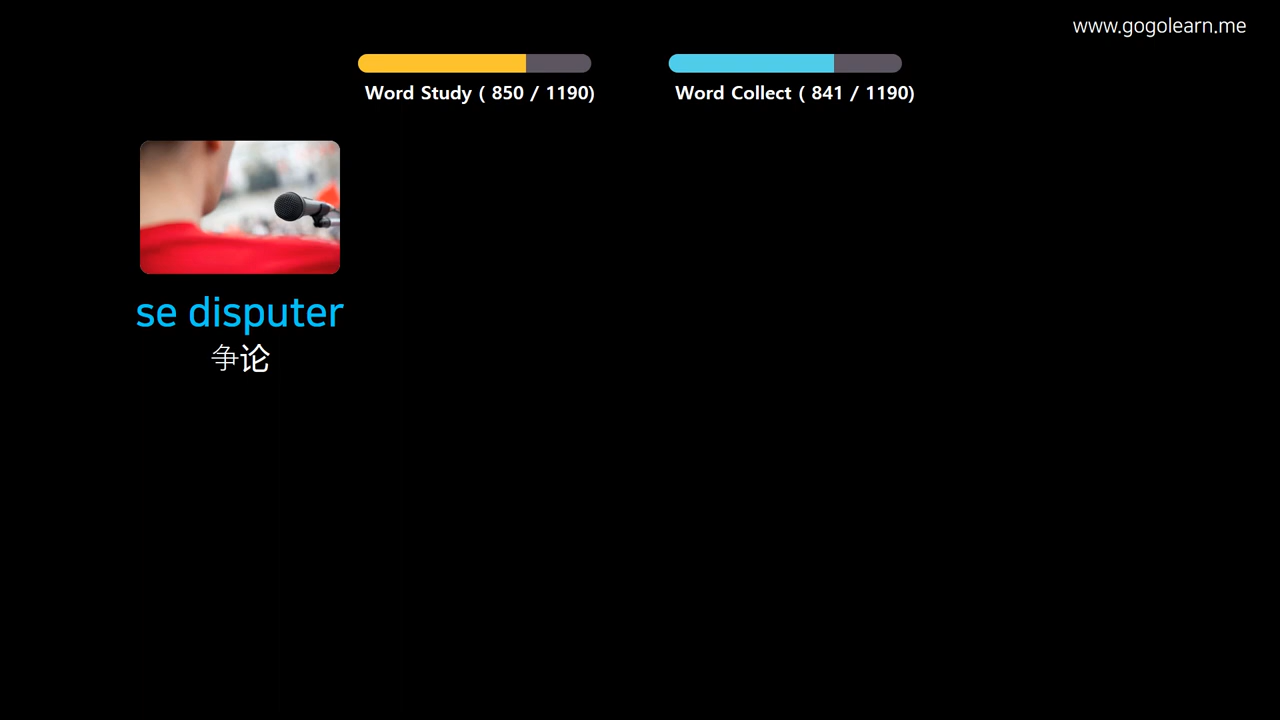 www.gogolearn.me
Word Study ( 850 / 1190)
Word Collect ( 841 / 1190)
se disputer
争论